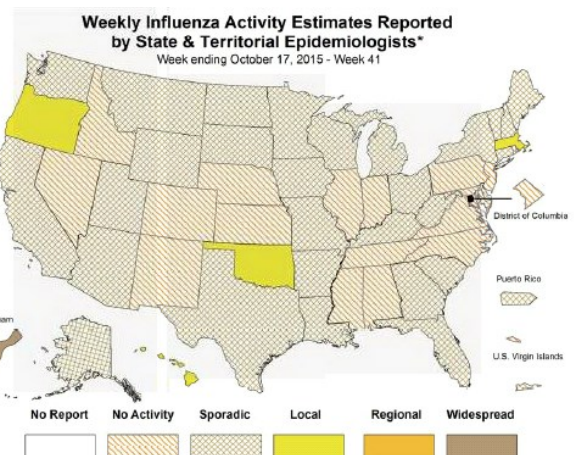 Weekly Influenza Activity Estimates Reported
by State & Territorial Epidemiologists*
Week ending October 17, 2015 - Week 41
District of Columbia
Puerto Rico
U.S. Virgin Islands
No Report No Activity Sporadic Local Regional Widespread